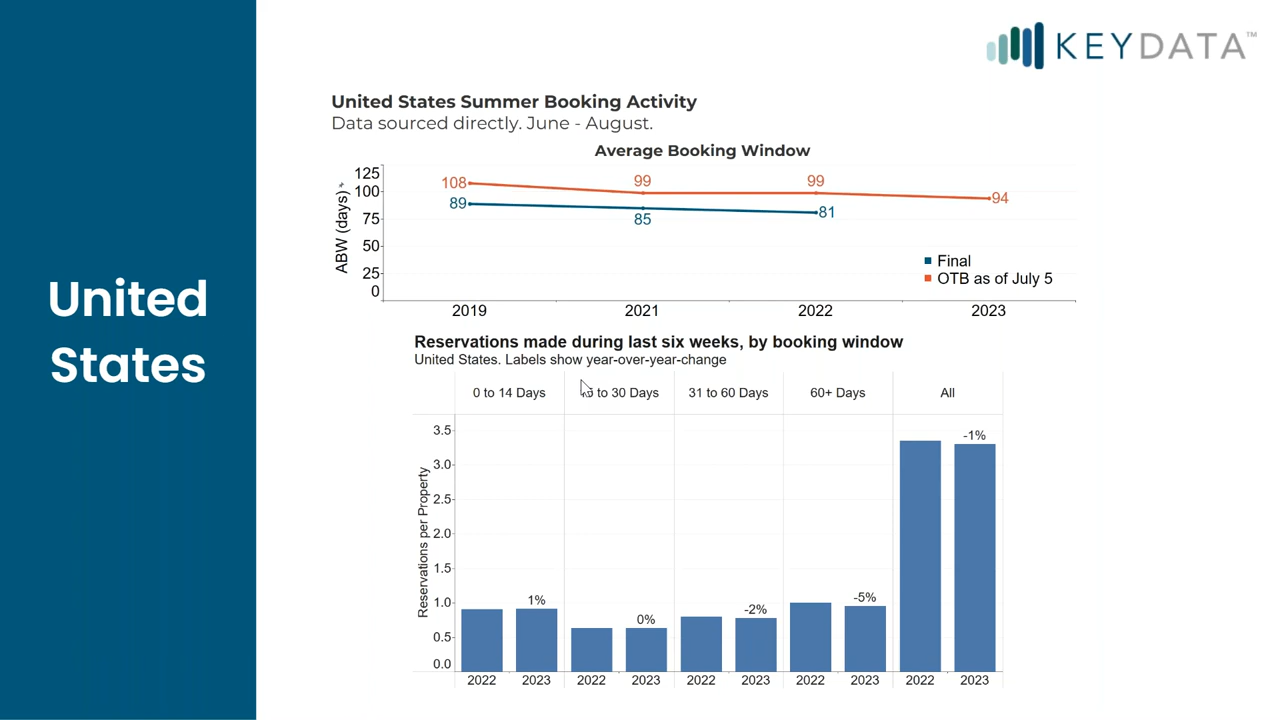 KEYDATA™
United
States
United States Summer Booking Activity
Data sourced directly. June - August.
Average Booking Window
ABW (days)
125
100
75
50
25
0
108
99
99
94
89
85
81
Final
OTB as of July 5
2019 2021 2022 2023
Reservations made during last six weeks, by booking window
United States. Labels show year-over-year-change
0 to 14 Days to 30 Days 31 to 60 Days 60+ Days All
Reservations per Property
3.5
3.0
2.5
2.0
1.5
1.0
0.5
0.0
1% 0% -2% -5% -1%
2022 2023 2022 2023 2022 2023 2022 2023 2022 2023